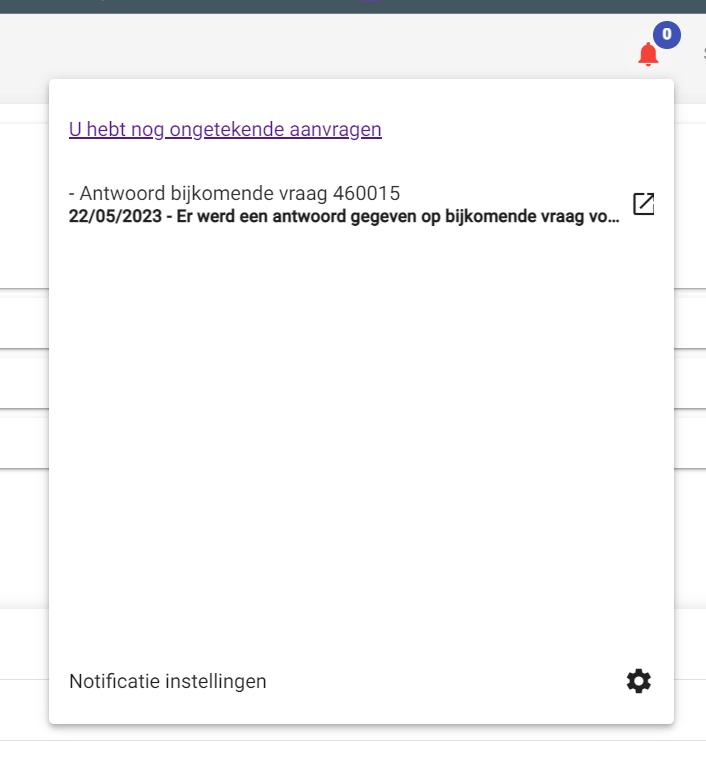 0
U hebt nog ongetekende aanvragen
- Antwoord bijkomende vraag 460015
22/05/2023 - Er werd een antwoord gegeven op bijkomende vraag vo...
Notificatie instellingen